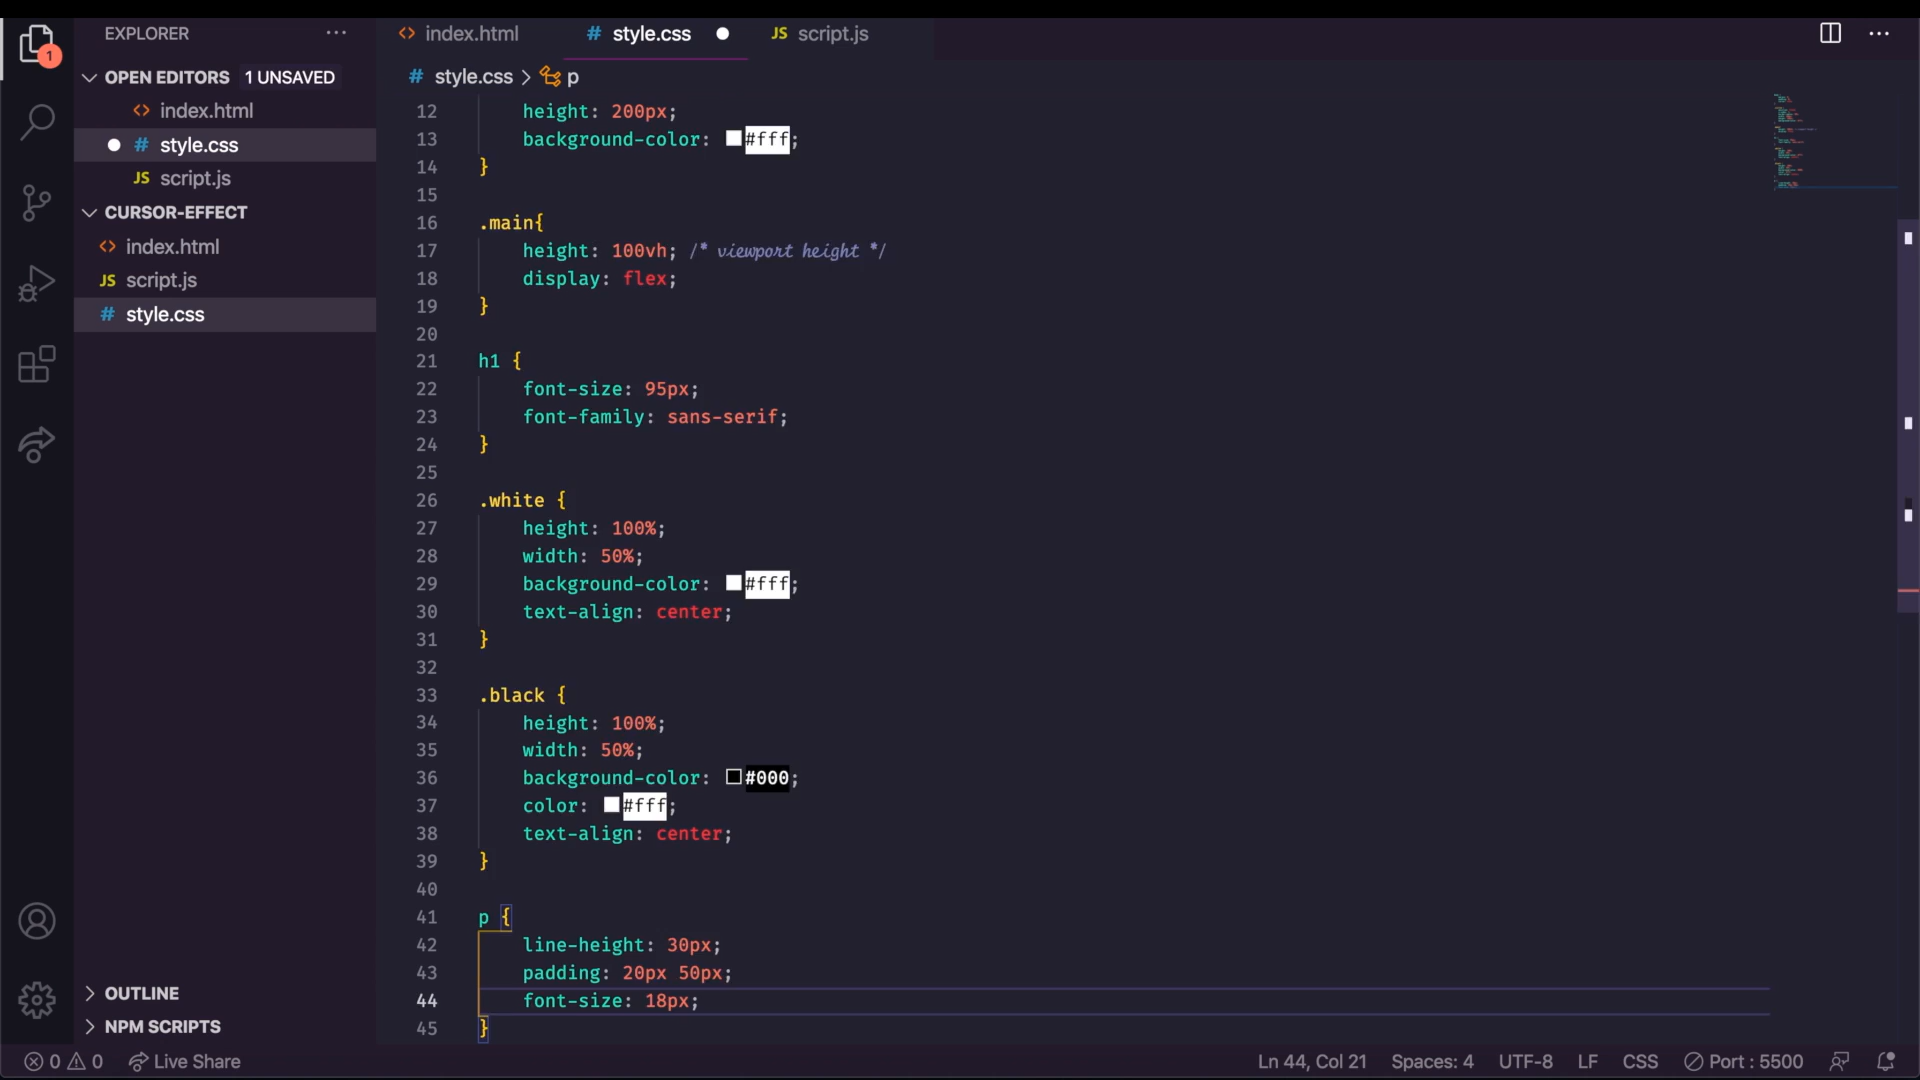 EXPLORER
OPEN EDITORS 1 UNSAVED
index.html
# style.css
JS script.js
CURSOR-EFFECT
index.html
JS script.js
# style.css
OUTLINE
NPM SCRIPTS
1
index.html
# style.css
JS script.js
# style.css > p
12 height: 200px;
13 background-color: #fff;
14 }
15
16 .main{
17 height: 100vh; /* viewport height */
18 display: flex;
19 }
20
21 h1 {
22 font-size: 95px;
23 font-family: sans-serif;
24 }
25
26 .white {
27 height: 100%;
28 width: 50%;
29 background-color: #fff;
30 text-align: center;
31 }
32
33 .black {
34 height: 100%;
35 width: 50%;
36 background-color: #000;
37 color: #fff;
38 text-align: center;
39 }
40
41 p {
42 line-height: 30px;
43 padding: 20px 50px;
44 font-size: 18px;
45 }
0 0 Live Share
Ln 44, Col 21 Spaces: 4 UTF-8 LF CSS Port : 5500